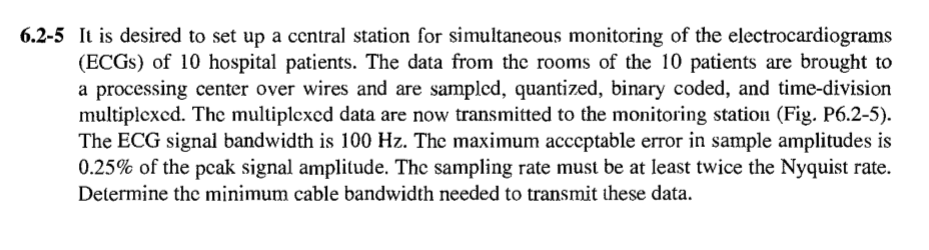 6.2-5 It is desired to set up a central station for simultaneous monitoring of the electrocardiograms
(ECGs) of 10 hospital patients. The data from the rooms of the 10 patients are brought to
a processing center over wires and are sampled, quantized, binary coded, and time-division
multiplexed. The multiplexed data are now transmitted to the monitoring station (Fig. P6.2-5).
The ECG signal bandwidth is 100 Hz. The maximum acceptable error in sample amplitudes is
0.25% of the peak signal amplitude. The sampling rate must be at least twice the Nyquist rate.
Determine the minimum cable bandwidth needed to transmit these data.